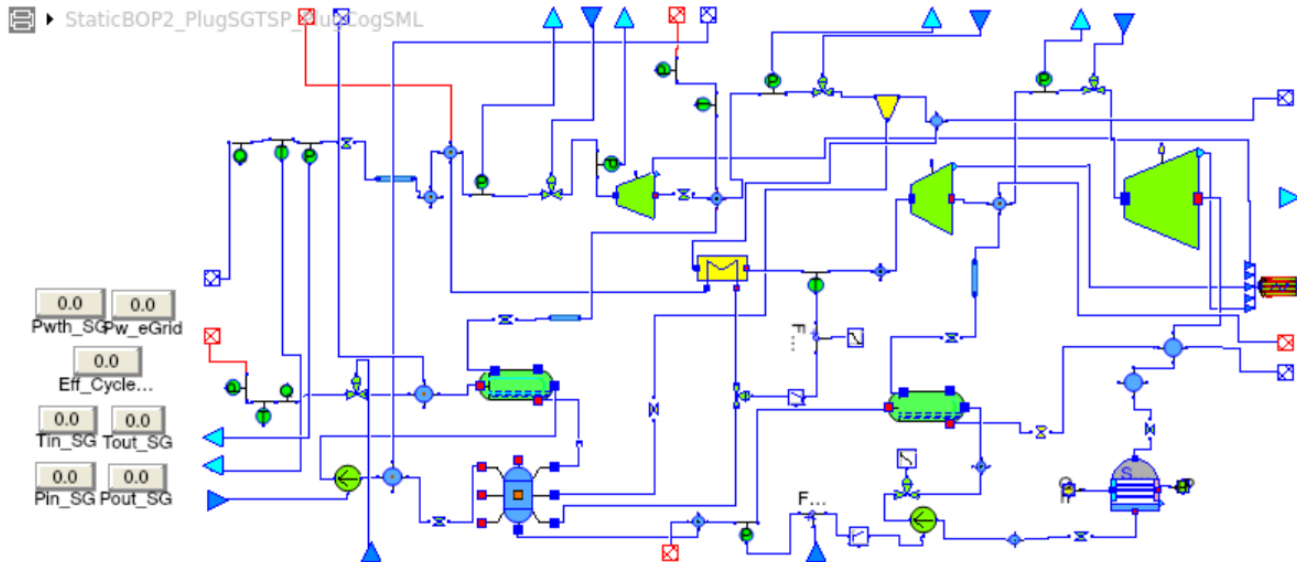 StaticBOP2_PlugSGTSP_PlugCogSML
0.0
0.0
Pwth_SG
Pw_eGrid
0.0
Eff_Cycle...
0.0
0.0
Tin_SG
Tout_SG
0.0
0.0
Pin_SG
Pout_SG
F...
F...
S